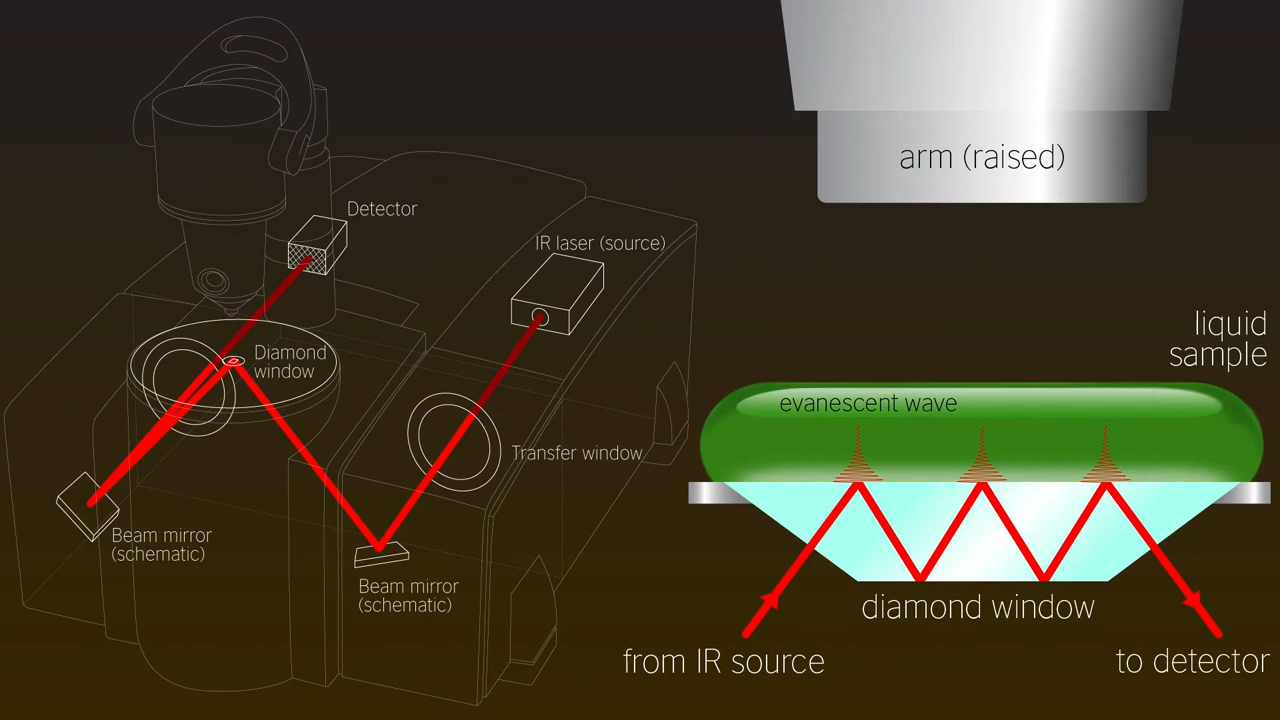 Detector
IR laser (source)
Diamond
window
Transfer window
Beam mirror
(schematic)
Beam mirror
(schematic)
arm (raised)
liquid
sample
evanescent wave
diamond window
from IR source
to detector